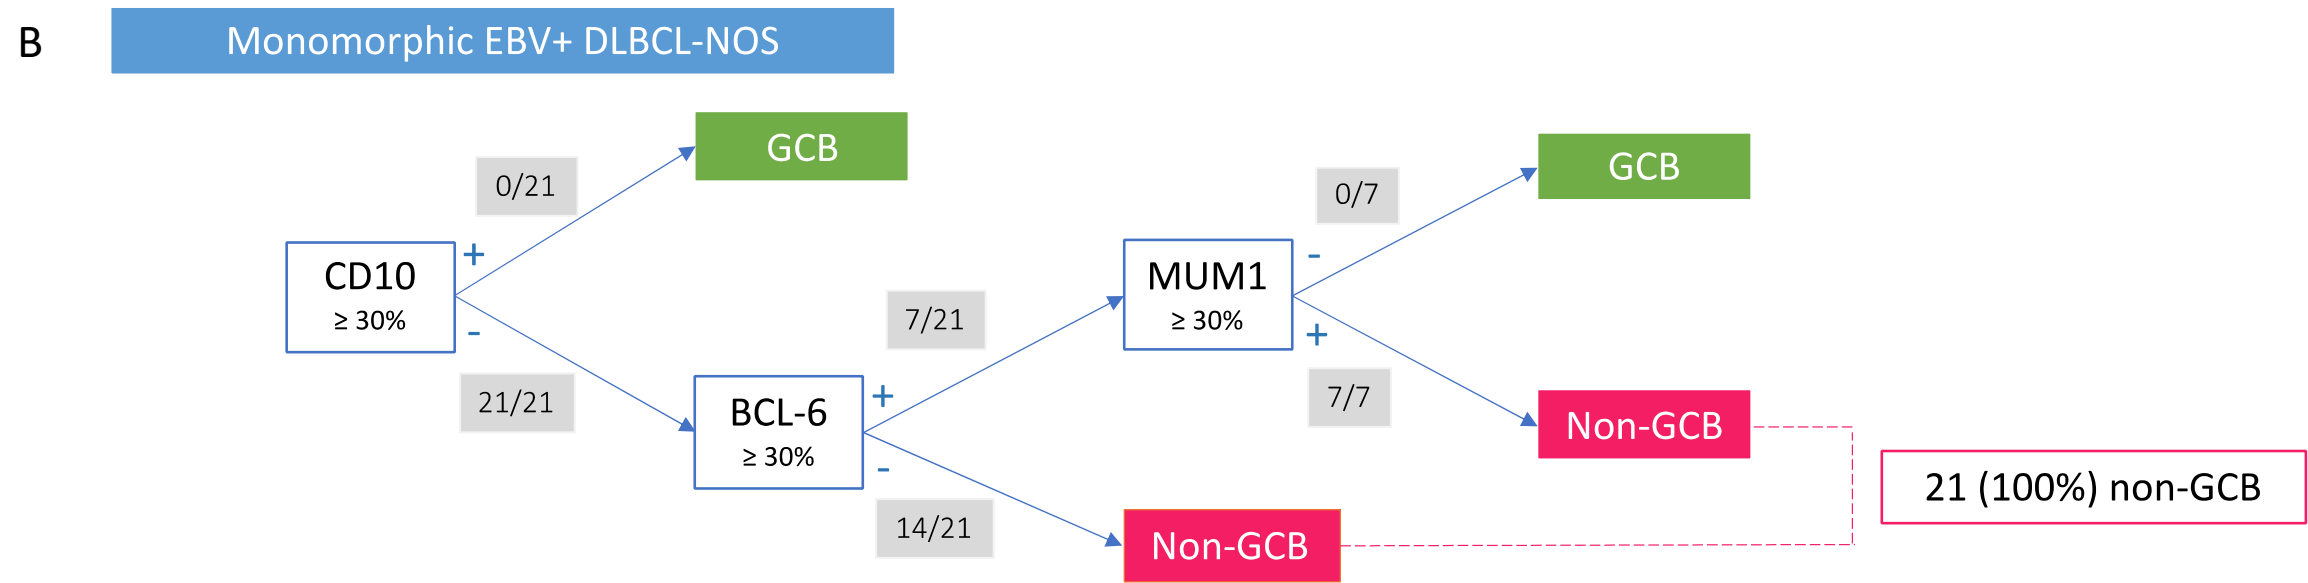 B
Monomorphic EBV+ DLBCL-NOS
GCB
0/21
+
CD10
≥ 30%
-
21/21
BCL-6
≥ 30%
+
7/21
-
14/21
MUM1
≥ 30%
-
0/7
GCB
+
7/7
Non-GCB
Non-GCB
21 (100%) non-GCB